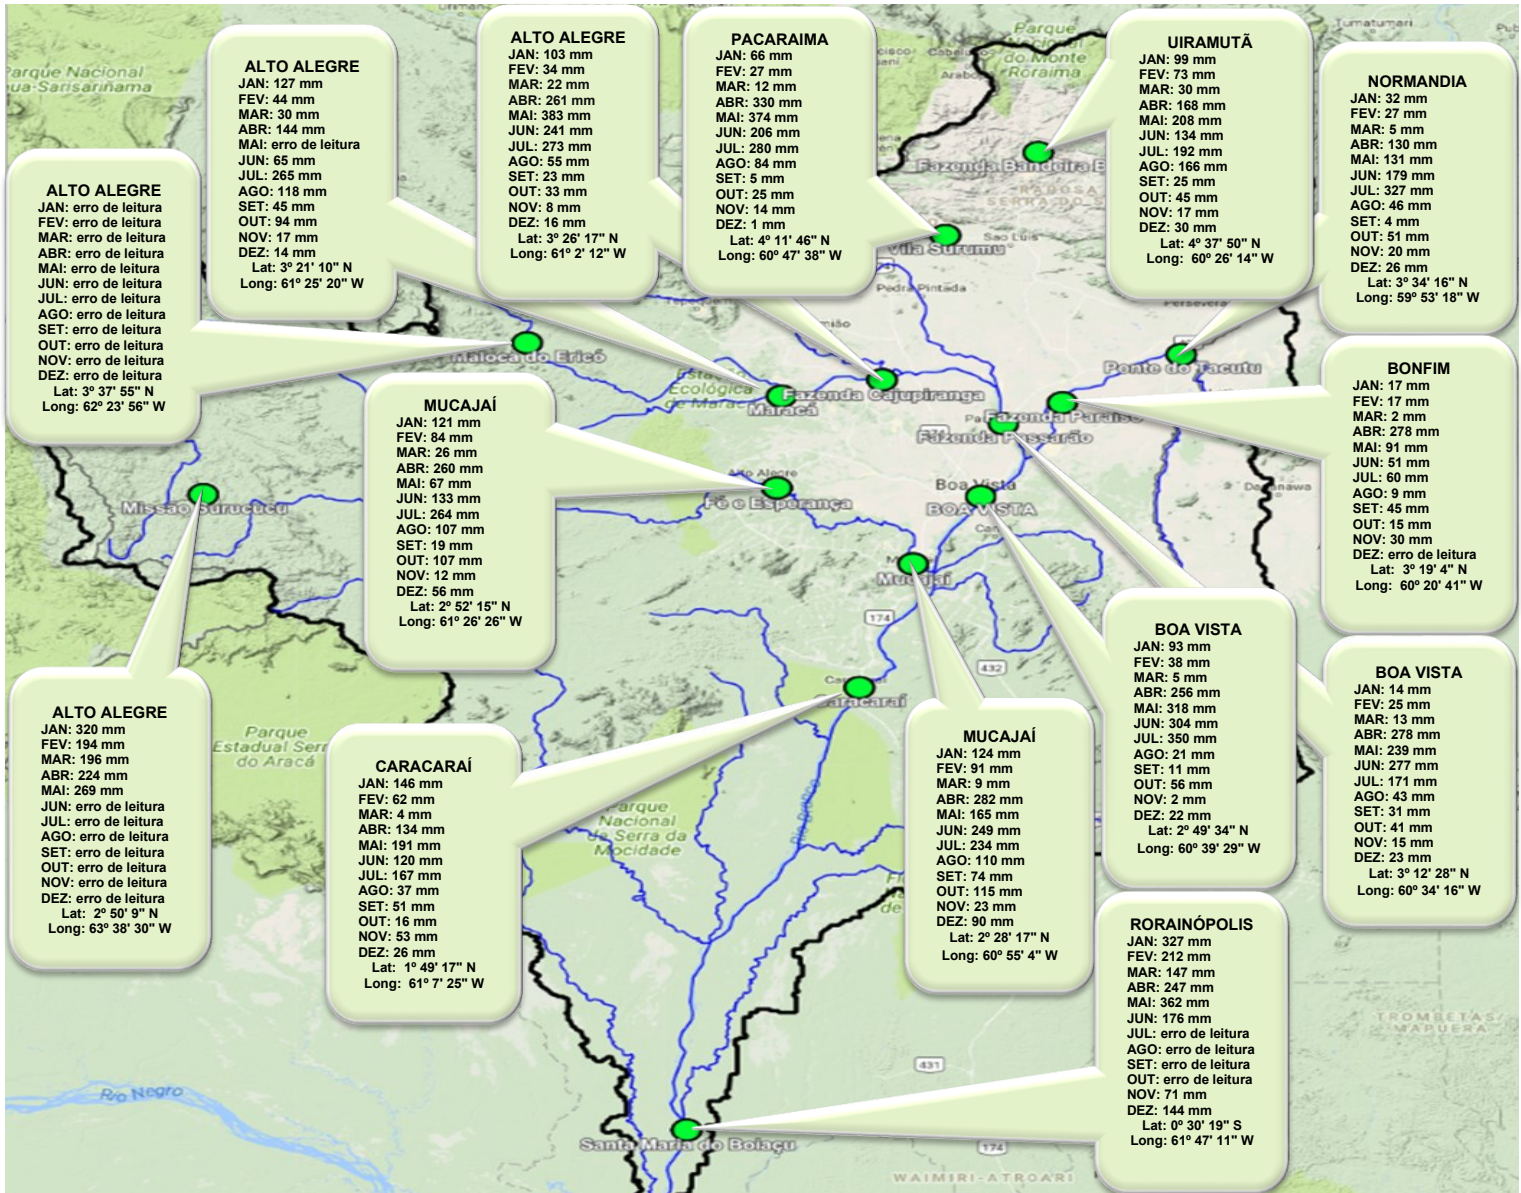 ALTO ALEGRE
JAN: erro de leitura
FEV: erro de leitura
MAR: erro de leitura
ABR: erro de leitura
MAI: erro de leitura
JUN: erro de leitura
JUL: erro de leitura
AGO: erro de leitura
SET: erro de leitura
OUT: erro de leitura
NOV: erro de leitura
DEZ: erro de leitura
Lat: 3º 37' 55" N
Long: 62º 23' 56" W
ALTO ALEGRE
JAN: 127 mm
FEV: 44 mm
MAR: 30 mm
ABR: 144 mm
MAI: erro de leitura
JUN: 65 mm
JUL: 265 mm
AGO: 118 mm
SET: 45 mm
OUT: 94 mm
NOV: 17 mm
DEZ: 14 mm
Lat: 3º 21' 10" N
Long: 61º 25' 20" W
ALTO ALEGRE
JAN: 103 mm
FEV: 34 mm
MAR: 22 mm
ABR: 261 mm
MAI: 383 mm
JUN: 241 mm
JUL: 273 mm
AGO: 55 mm
SET: 23 mm
OUT: 33 mm
NOV: 8 mm
DEZ: 16 mm
Lat: 3º 26' 17" N
Long: 61º 2' 12" W
PACARAIMA
JAN: 66 mm
FEV: 27 mm
MAR: 12 mm
ABR: 330 mm
MAI: 374 mm
JUN: 206 mm
JUL: 280 mm
AGO: 84 mm
SET: 5 mm
OUT: 25 mm
NOV: 14 mm
DEZ: 1 mm
Lat: 4º 11' 46" N
Long: 60º 47' 38" W
UIRAMUTÃ
JAN: 99 mm
FEV: 73 mm
MAR: 30 mm
ABR: 168 mm
MAI: 208 mm
JUN: 134 mm
JUL: 192 mm
AGO: 166 mm
SET: 25 mm
OUT: 45 mm
NOV: 17 mm
DEZ: 30 mm
Lat: 4º 37' 50" N
Long: 60º 26' 14" W
NORMANDIA
JAN: 32 mm
FEV: 27 mm
MAR: 5 mm
ABR: 130 mm
MAI: 131 mm
JUN: 179 mm
JUL: 327 mm
AGO: 46 mm
SET: 4 mm
OUT: 51 mm
NOV: 20 mm
DEZ: 26 mm
Lat: 3º 34' 16" N
Long: 59º 53' 18" W
MUCAJAÍ
JAN: 121 mm
FEV: 84 mm
MAR: 26 mm
ABR: 260 mm
MAI: 67 mm
JUN: 133 mm
JUL: 264 mm
AGO: 107 mm
SET: 19 mm
OUT: 107 mm
NOV: 12 mm
DEZ: 56 mm
Lat: 2º 52' 15" N
Long: 61º 26' 26" W
BONFIM
JAN: 17 mm
FEV: 17 mm
MAR: 2 mm
ABR: 278 mm
MAI: 91 mm
JUN: 51 mm
JUL: 60 mm
AGO: 9 mm
SET: 45 mm
OUT: 15 mm
NOV: 30 mm
DEZ: erro de leitura
Lat: 3º 19' 4" N
Long: 60º 20' 41" W
ALTO ALEGRE
JAN: 320 mm
FEV: 194 mm
MAR: 196 mm
ABR: 224 mm
MAI: 269 mm
JUN: erro de leitura
JUL: erro de leitura
AGO: erro de leitura
SET: erro de leitura
OUT: erro de leitura
NOV: erro de leitura
DEZ: erro de leitura
Lat: 2º 50' 9" N
Long: 63º 38' 30" W
CARACARAÍ
JAN: 146 mm
FEV: 62 mm
MAR: 4 mm
ABR: 134 mm
MAI: 191 mm
JUN: 120 mm
JUL: 167 mm
AGO: 37 mm
SET: 51 mm
OUT: 16 mm
NOV: 53 mm
DEZ: 26 mm
Lat: 1º 49' 17" N
Long: 61º 7' 25" W
MUCAJAÍ
JAN: 124 mm
FEV: 91 mm
MAR: 9 mm
ABR: 282 mm
MAI: 165 mm
JUN: 249 mm
JUL: 234 mm
AGO: 110 mm
SET: 74 mm
OUT: 115 mm
NOV: 23 mm
DEZ: 90 mm
Lat: 2º 28' 17" N
Long: 60º 55' 4" W
BOA VISTA
JAN: 93 mm
FEV: 38 mm
MAR: 5 mm
ABR: 256 mm
MAI: 318 mm
JUN: 304 mm
JUL: 350 mm
AGO: 21 mm
SET: 11 mm
OUT: 56 mm
NOV: 2 mm
DEZ: 22 mm
Lat: 2º 49' 34" N
Long: 60º 39' 29" W
BOA VISTA
JAN: 14 mm
FEV: 25 mm
MAR: 13 mm
ABR: 278 mm
MAI: 239 mm
JUN: 277 mm
JUL: 171 mm
AGO: 43 mm
SET: 31 mm
OUT: 41 mm
NOV: 15 mm
DEZ: 23 mm
Lat: 3º 12' 28" N
Long: 60º 34' 16" W
RORAINÓPOLIS
JAN: 327 mm
FEV: 212 mm
MAR: 147 mm
ABR: 247 mm
MAI: 362 mm
JUN: 176 mm
JUL: erro de leitura
AGO: erro de leitura
SET: erro de leitura
OUT: erro de leitura
NOV: 71 mm
DEZ: 144 mm
Lat: 0º 30' 19" S
Long: 61º 47' 11" W
Parque Nacional
Parque
do Monte
Roraima
Tumatumari
Fazenda Bandeira B
Vila Surumu
São Luis
Pedra Pintada
Maloca do Ericó
Ponte do Tacutu
Ecológica
de Marac
Maracá
Fazenda Cajupiranga
Fazenda Paraíso
Fazenda Passarão
Alto Alegre
Fé e Esperança
Boa Vista
BOA VISTA
Missão Surucucu
Mucajaí
174
432
Caracaraí
Parque
Estadual Serra
do Aracá
Parque
Nacional
da Serra da
Mocidade
Rio Branco
TROMBETAS/
MAPUERA
431
Rio Negro
Santa Maria do Boiaçu
174
WAIMIRI-ATROARI